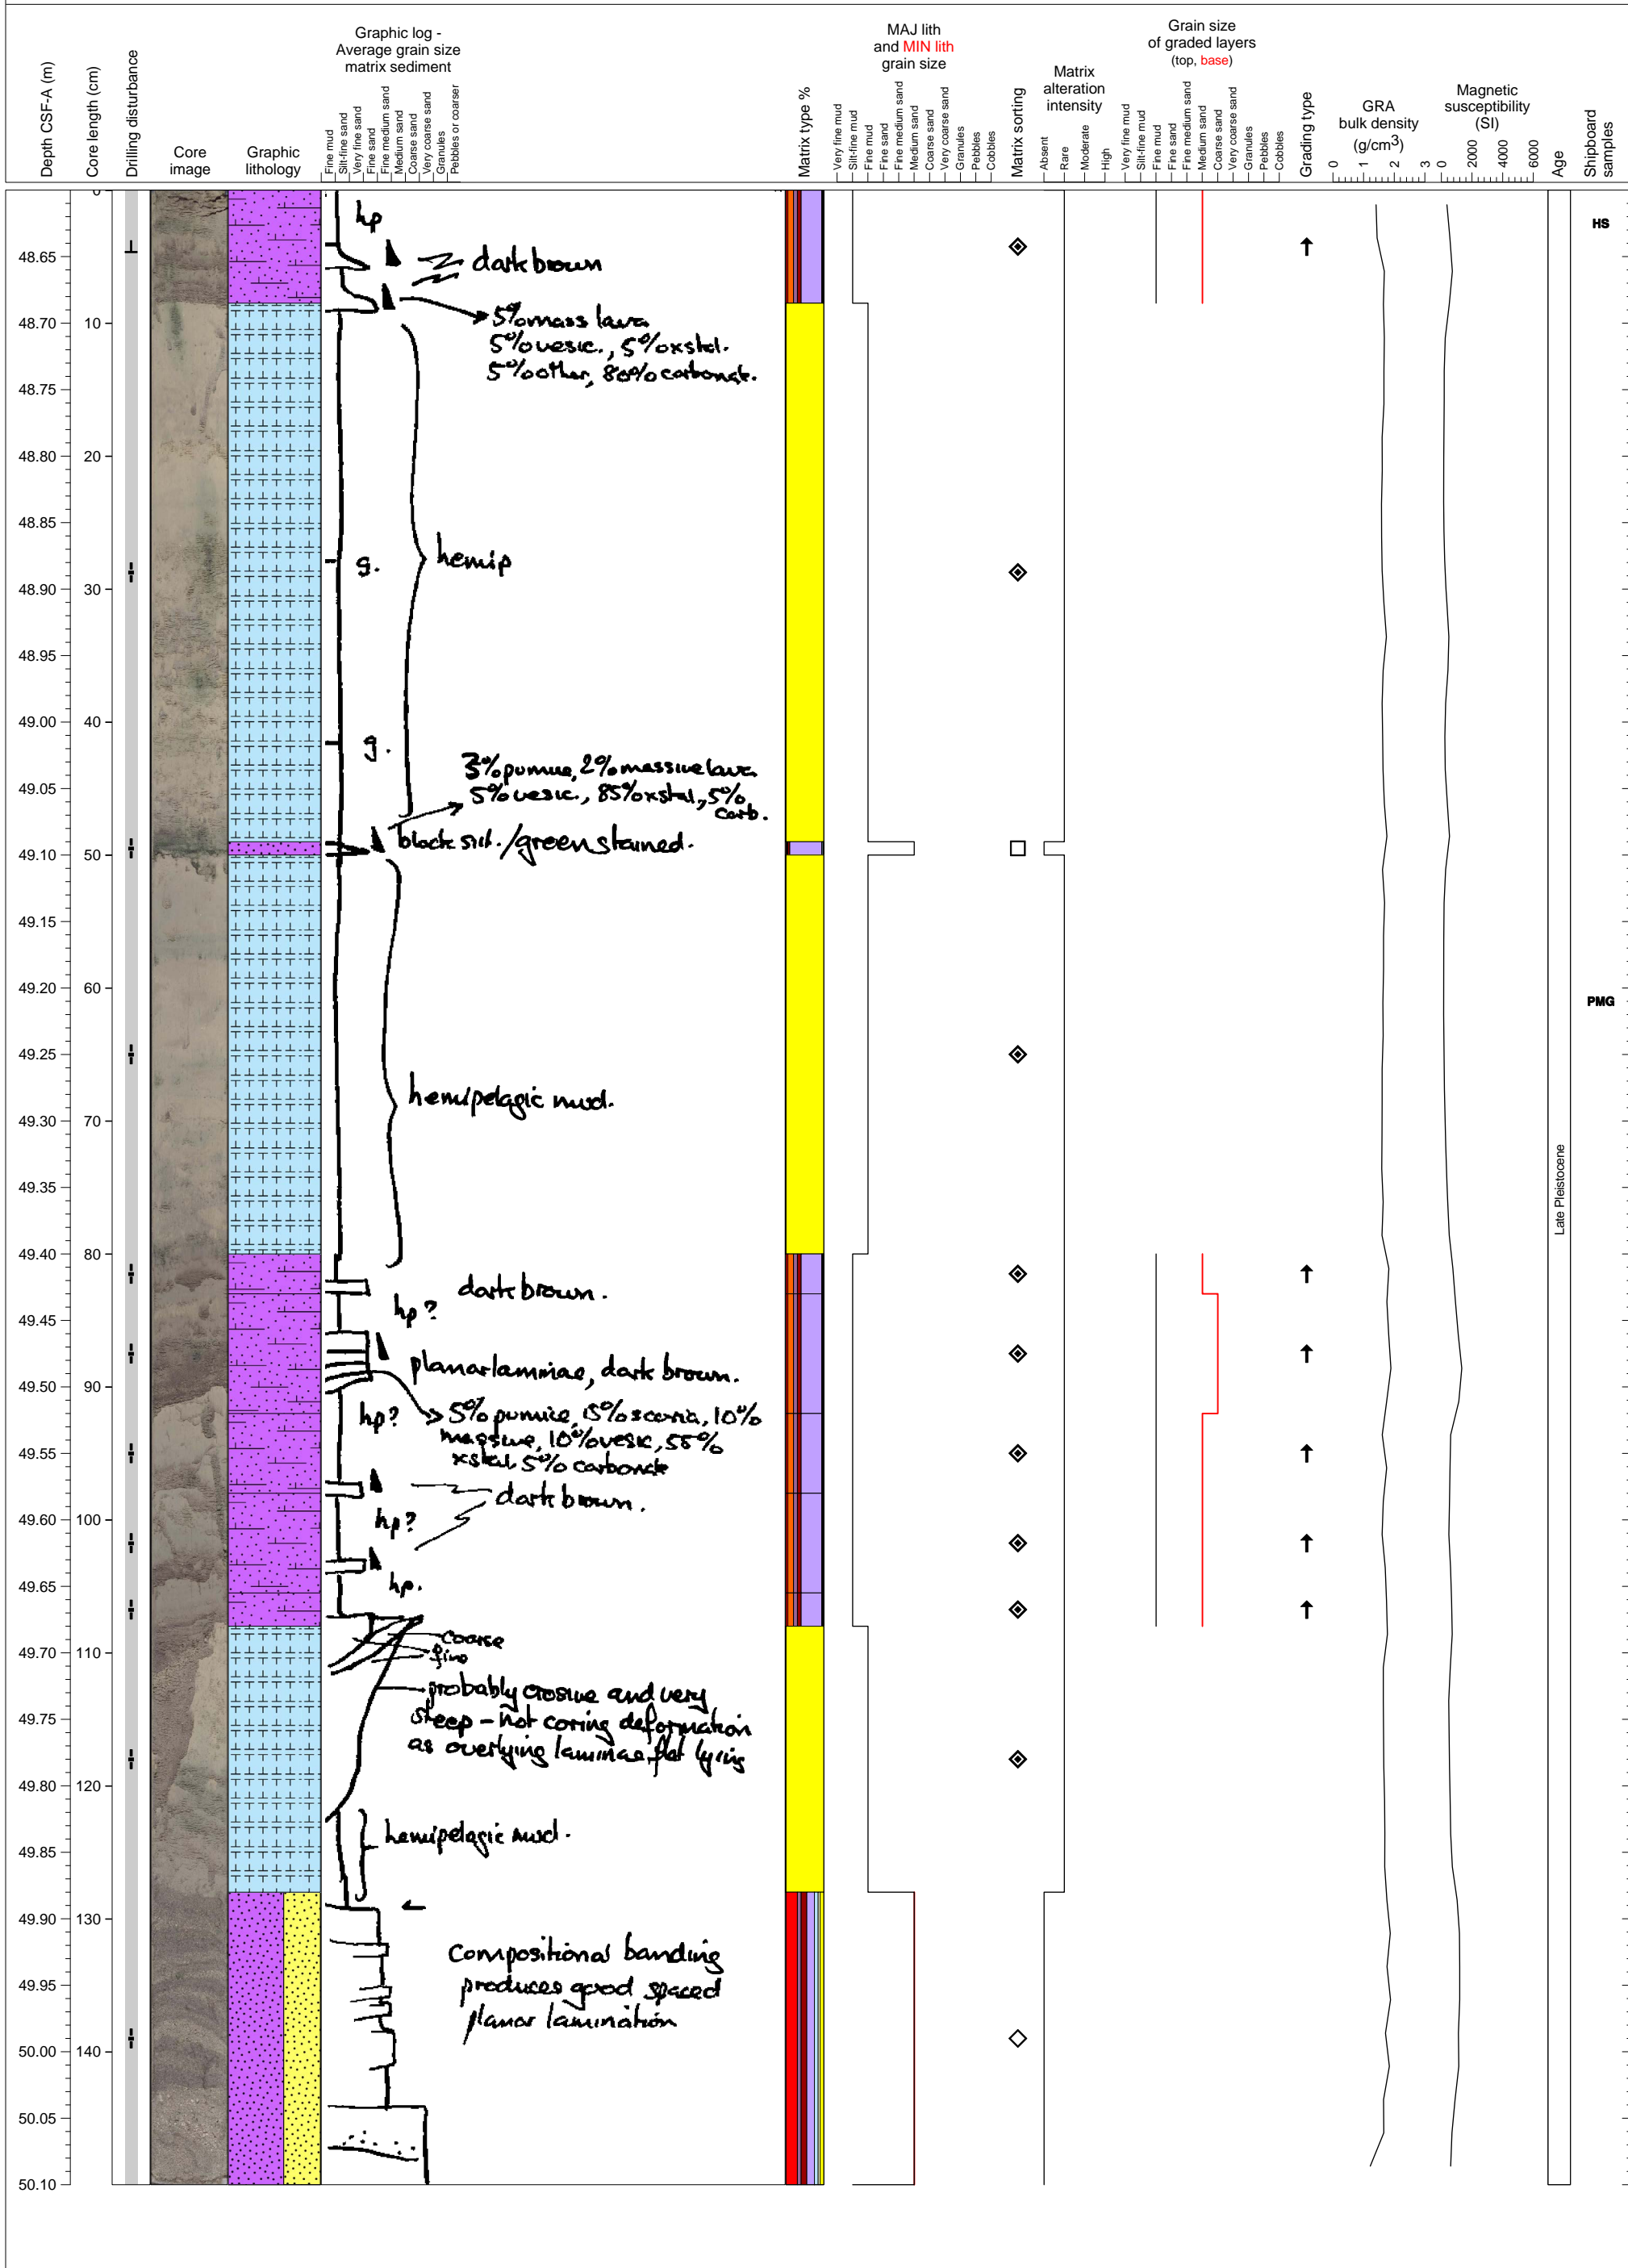 Depth CSF-A (m)
Core length (cm)
Drilling disturbance
Core
image
Graphic
lithology
Graphic log -
Average grain size
matrix sediment
Fine mud
Silt-fine sand
Very fine sand
Fine sand
Fine medium sand
Medium sand
Coarse sand
Very coarse sand
Granules
Pebbles or coarser
Matrix type %
MAJ lith
and MIN lith
grain size
Very fine mud
Silt-fine mud
Fine mud
Fine sand
Fine medium sand
Medium sand
Coarse sand
Very coarse sand
Granules
Pebbles
Cobbles
Matrix sorting
Matrix
alteration
intensity
Absent
Rare
Moderate
High
Grain size
of graded layers
(top, base)
Very fine mud
Silt-fine mud
Fine mud
Fine sand
Fine medium sand
Medium sand
Coarse sand
Very coarse sand
Granules
Pebbles
Cobbles
Grading type
GRA
bulk density
(g/cm3)
0 1 2 3
Magnetic
susceptibility
(SI)
0 2000 4000 6000
Age
Shipboard
samples
0
hp
HS
48.65
dark brown
48.70 10
5% mass lava
5% vesic., 5% xstal.
5% other, 80% carbonate.
48.75
48.80 20
48.85
g. hemip
48.90 30
48.95
49.00 40
g.
3% pumice, 2% massive lava
49.05
5% vesic., 85% xstal, 5%
carb.
black silt. / green stained.
49.10 50
49.15
49.20 60
PMG
49.25
hemipelagic mud.
49.30 70
49.35
Late Pleistocene
49.40 80
dark brown.
hp?
49.45
planar laminae, dark brown.
49.50 90
hp? 5% pumice, 15% scoria, 10%
massive, 10% vesic, 55%
xstal, 5% carbonate
49.55
dark brown.
49.60 100
hp?
49.65
hp.
coarse
fine
49.70 110
probably erosive and very
steep - not coring deformation
as overlying laminae flat lying
49.75
49.80 120
hemipelagic mud.
49.85
49.90 130
Compositional banding
produces good spaced
planar lamination
49.95
50.00 140
50.05
50.10